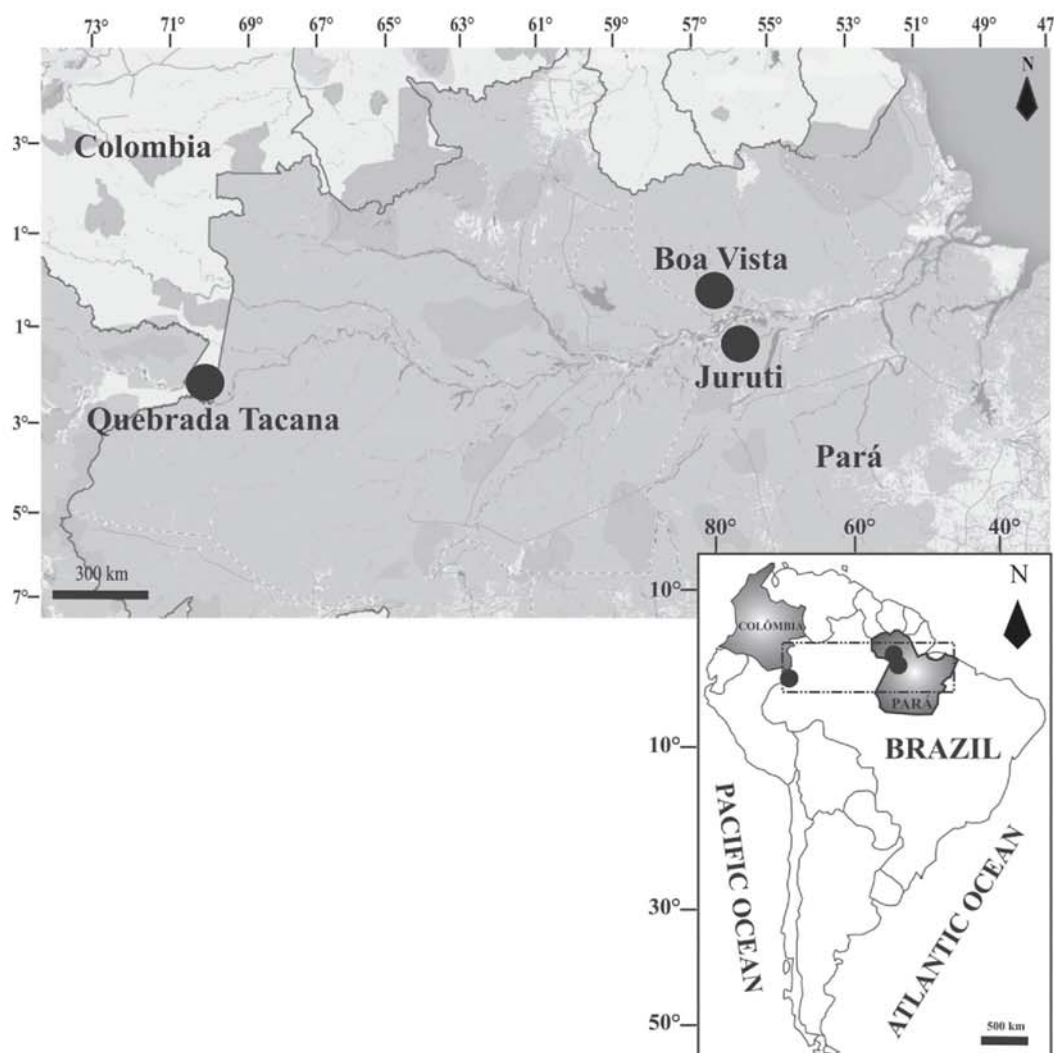 73° 71° 69° 67° 65° 63° 61° 59° 57° 55° 53° 51° 49° 47
N
3°
Colombia
1°
Boa Vista
1°
Juruti
3°
Quebrada Tacana
Pará
5°
300 km
7°
80° 60° 40°
10°
N
COLÔMBIA
PARÁ
10°
BRAZIL
PACIFIC OCEAN
ATLANTIC OCEAN
30°
50°
500 km